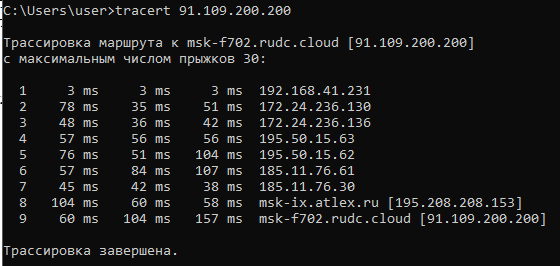 C:\Users\user>tracert 91.109.200.200
Трассировка маршрута к msk-f702.rudc.cloud [91.109.200.200]
с максимальным числом прыжков 30:
1 3 ms 3 ms 3 ms 192.168.41.231
2 78 ms 35 ms 51 ms 172.24.236.130
3 48 ms 36 ms 42 ms 172.24.236.136
4 57 ms 56 ms 56 ms 195.50.15.63
5 76 ms 51 ms 104 ms 195.50.15.62
6 57 ms 84 ms 107 ms 185.11.76.61
7 45 ms 42 ms 38 ms 185.11.76.30
8 104 ms 60 ms 58 ms msk-ix.atlex.ru [195.208.208.153]
9 60 ms 104 ms 157 ms msk-f702.rudc.cloud [91.109.200.200]
Трассировка завершена.